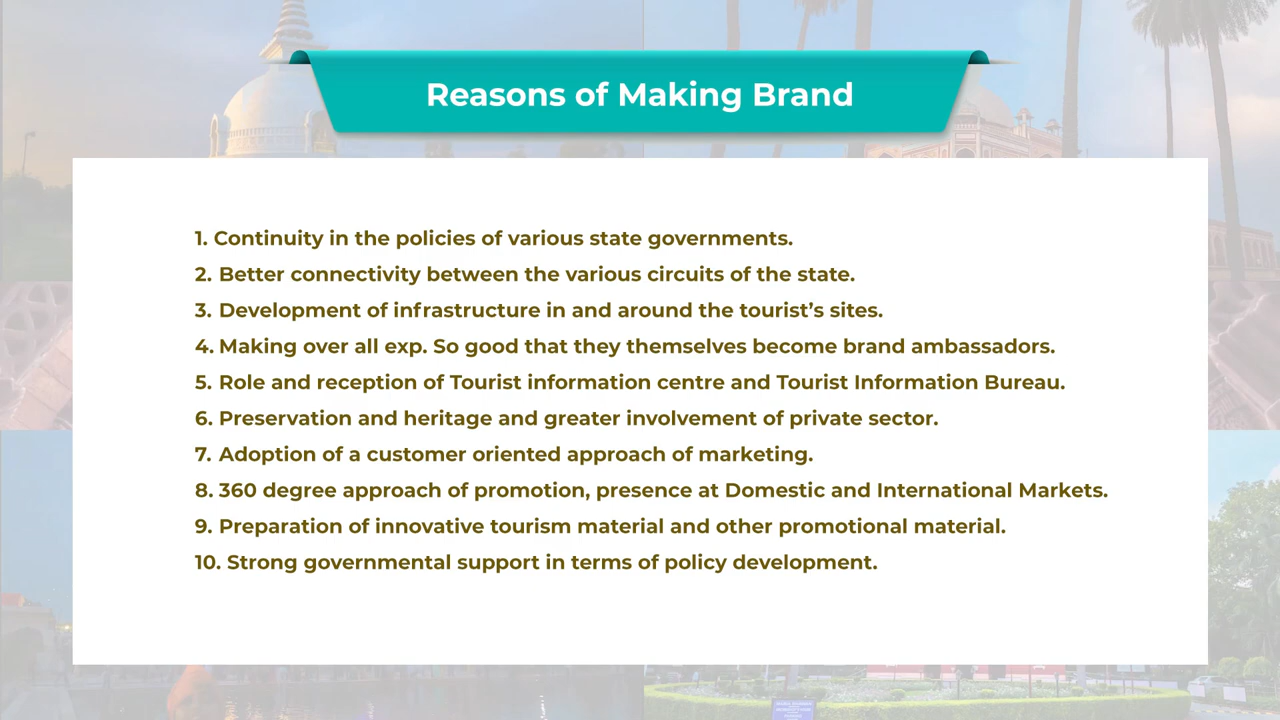 Reasons of Making Brand
1. Continuity in the policies of various state governments.
2. Better connectivity between the various circuits of the state.
3. Development of infrastructure in and around the tourist’s sites.
4. Making over all exp. So good that they themselves become brand ambassadors.
5. Role and reception of Tourist information centre and Tourist Information Bureau.
6. Preservation and heritage and greater involvement of private sector.
7. Adoption of a customer oriented approach of marketing.
8. 360 degree approach of promotion, presence at Domestic and International Markets.
9. Preparation of innovative tourism material and other promotional material.
10. Strong governmental support in terms of policy development.